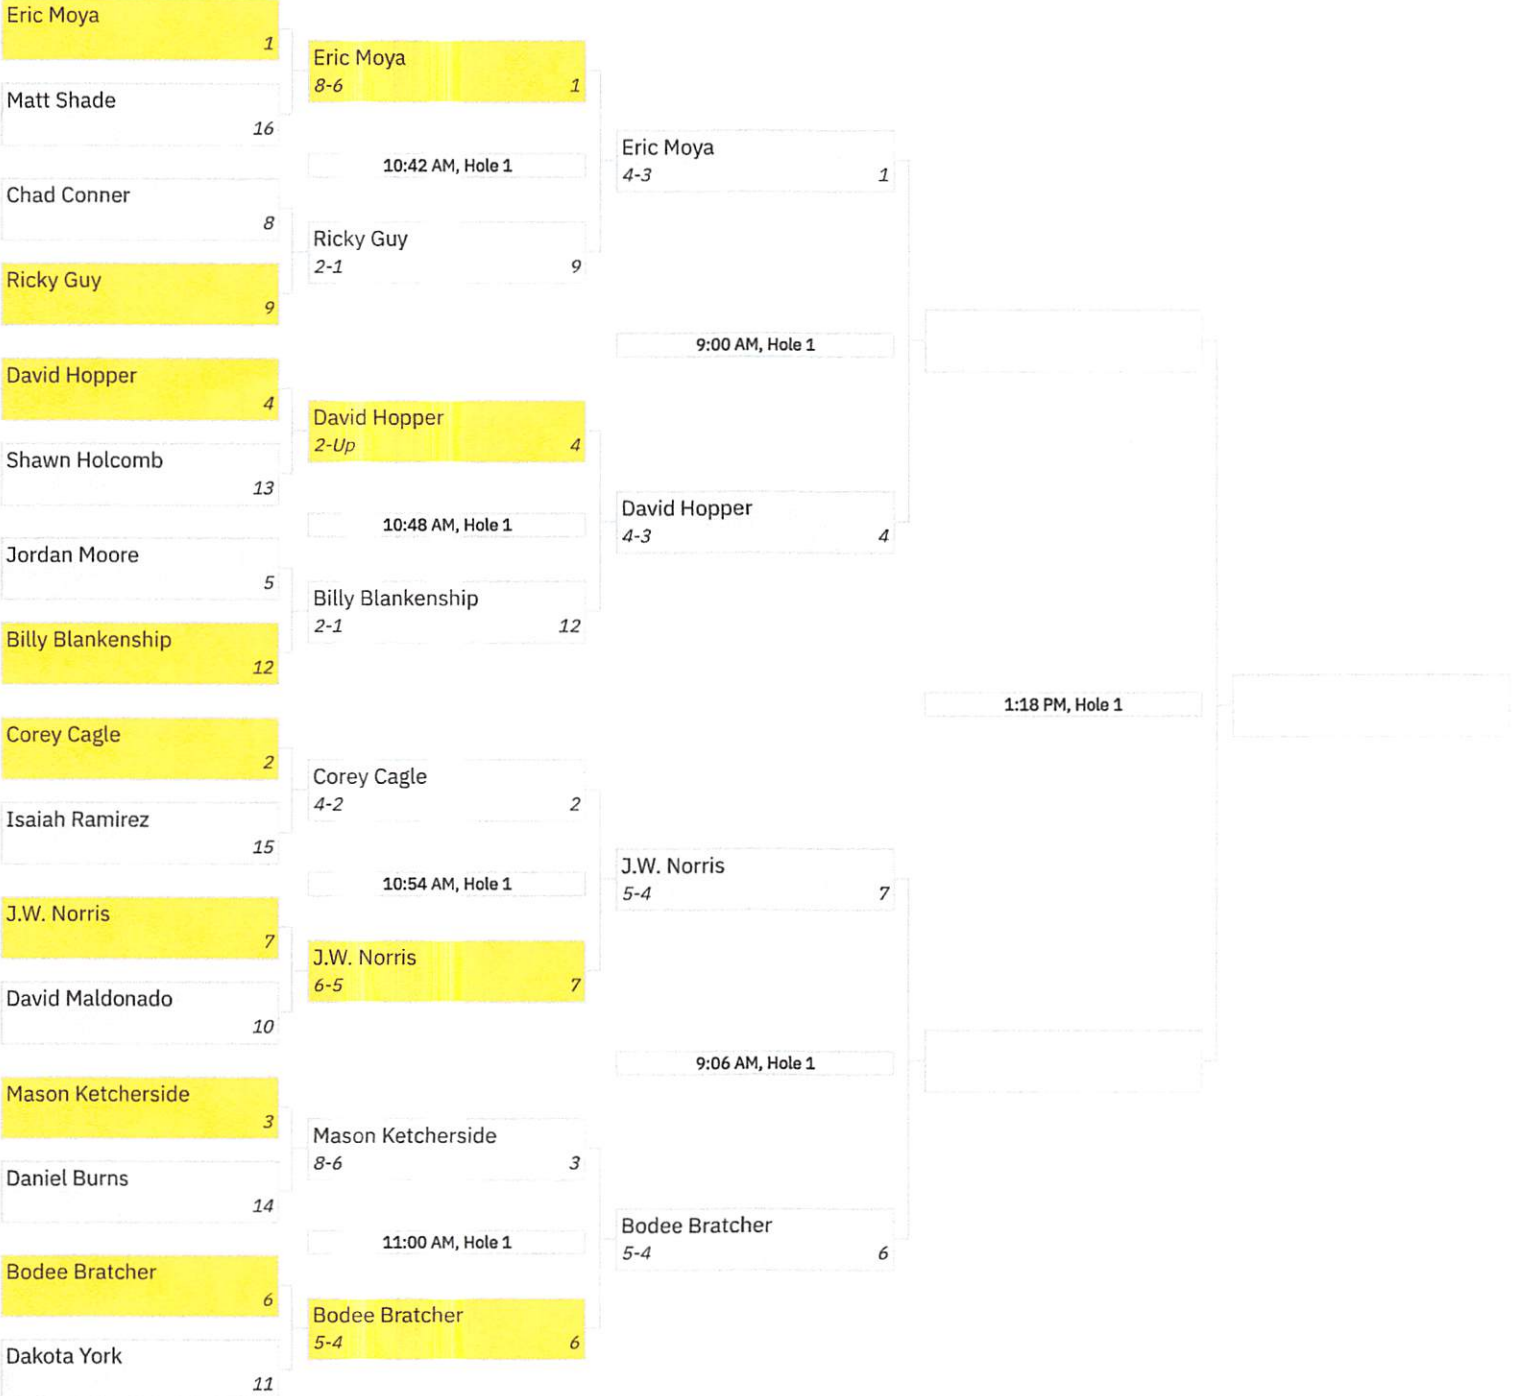 Eric Moya
1
Matt Shade
16
Chad Conner
8
Ricky Guy
9
David Hopper
4
Shawn Holcomb
13
Jordan Moore
5
Billy Blankenship
12
Corey Cagle
2
Isaiah Ramirez
15
J.W. Norris
7
David Maldonado
10
Mason Ketcherside
3
Daniel Burns
14
Bodee Bratcher
6
Dakota York
11
Eric Moya
8-6 1
10:42 AM, Hole 1
Ricky Guy
2-1 9
David Hopper
2-Up 4
10:48 AM, Hole 1
Billy Blankenship
2-1 12
Corey Cagle
4-2 2
10:54 AM, Hole 1
J.W. Norris
6-5 7
Mason Ketcherside
8-6 3
11:00 AM, Hole 1
Bodee Bratcher
5-4 6
Eric Moya
4-3 1
9:00 AM, Hole 1
David Hopper
4-3 4
J.W. Norris
5-4 7
9:06 AM, Hole 1
Bodee Bratcher
5-4 6
1:18 PM, Hole 1